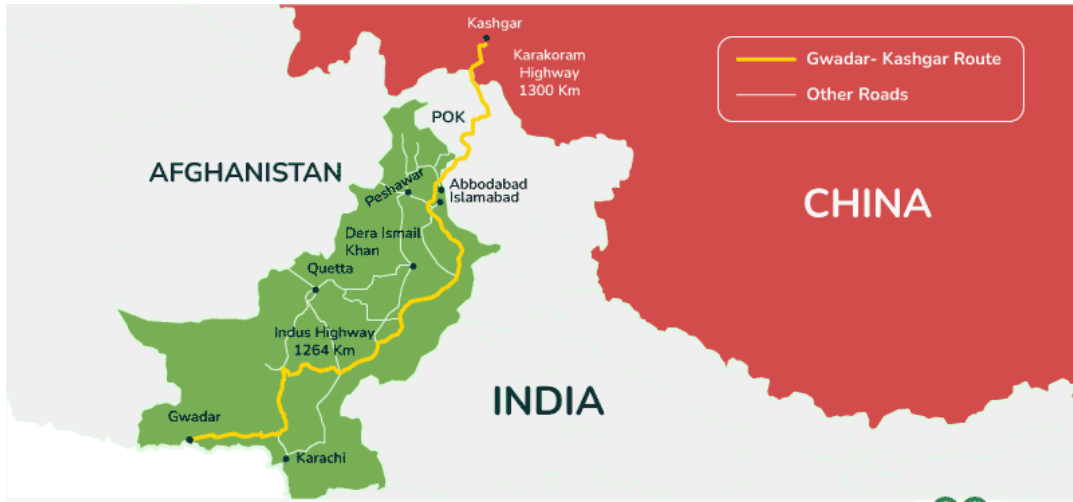 Kashgar
Karakoram
Highway
1300 Km
Gwadar- Kashgar Route
Other Roads
POK
AFGHANISTAN
Peshawar
Abbodabad
Islamabad
CHINA
Dera Ismail
Khan
Quetta
Indus Highway
1264 Km
INDIA
Gwadar
Karachi